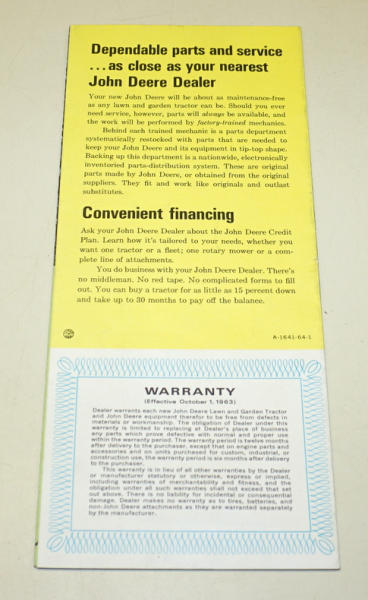 Dependable parts and service
...as close as your nearest
John Deere Dealer
Your new John Deere will be about as maintenance-free
as any lawn and garden tractor can be. Should you ever
need service, however, parts will always be available, and
the work will be performed by factory-trained mechanics.
Behind each trained mechanic is a parts department
systematically restocked with parts that are needed to
keep your John Deere and its equipment in tip-top shape.
Backing up this department is a nationwide, electronically
inventoried parts-distribution system. These are original
parts made by John Deere, or obtained from the original
suppliers. They fit and work like originals and outlast
substitutes.
Convenient financing
Ask your John Deere Dealer about the John Deere Credit
Plan. Learn how it's tailored to your needs, whether you
want one tractor or a fleet; one rotary mower or a com-
plete line of attachments.
You do business with your John Deere Dealer. There's
no middleman. No red tape. No complicated forms to fill
out. You can buy a tractor for as little as 15 percent down
and take up to 30 months to pay off the balance.
A-1641-64-1
WARRANTY
(Effective October 1, 1963)
Dealer warrants each new John Deere Lawn and Garden Tractor
and John Deere equipment therefor to be free from defects in
materials or workmanship. The obligation of Dealer under this
warranty is limited to replacing at Dealer's place of business
any parts which prove defective with normal and proper use
within the warranty period. The warranty period is twelve months
after delivery to the purchaser, except that on engine parts and
accessories and on units purchased for custom, industrial, or
construction use, the warranty period is six months after delivery
to the purchaser.
This warranty is in lieu of all other warranties by the Dealer
or manufacturer statutory or otherwise, express or implied,
including warranties of merchantability and fitness, and the
obligation under all such warranties shall not exceed that set
out above. There is no liability for incidental or consequential
damage. Dealer makes no warranty as to tires, batteries, and
non-John Deere attachments as they are warranted separately
by the manufacturer.